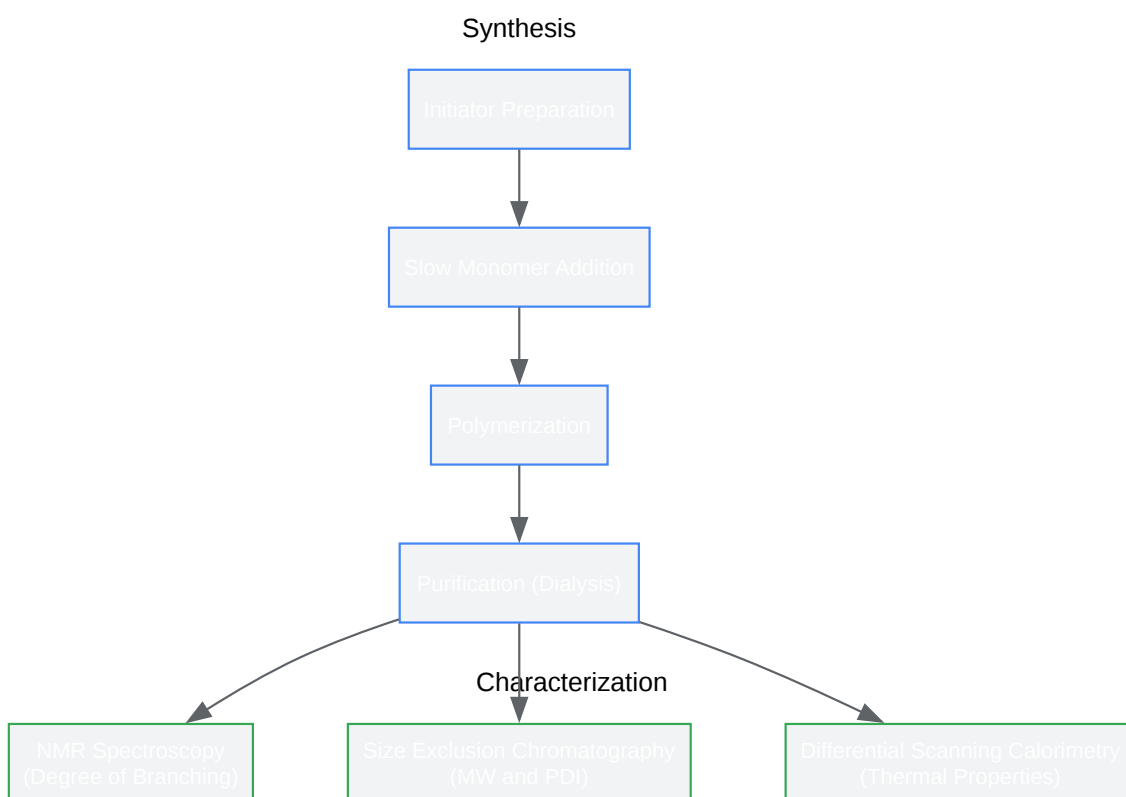 Synthesis
Initiator Preparation
Slow Monomer Addition
Polymerization
Purification (Dialysis)
Characterization
NMR Spectroscopy
(Degree of Branching)
Size Exclusion Chromatography
(MW and PDI)
Differential Scanning Calorimetry
(Thermal Properties)